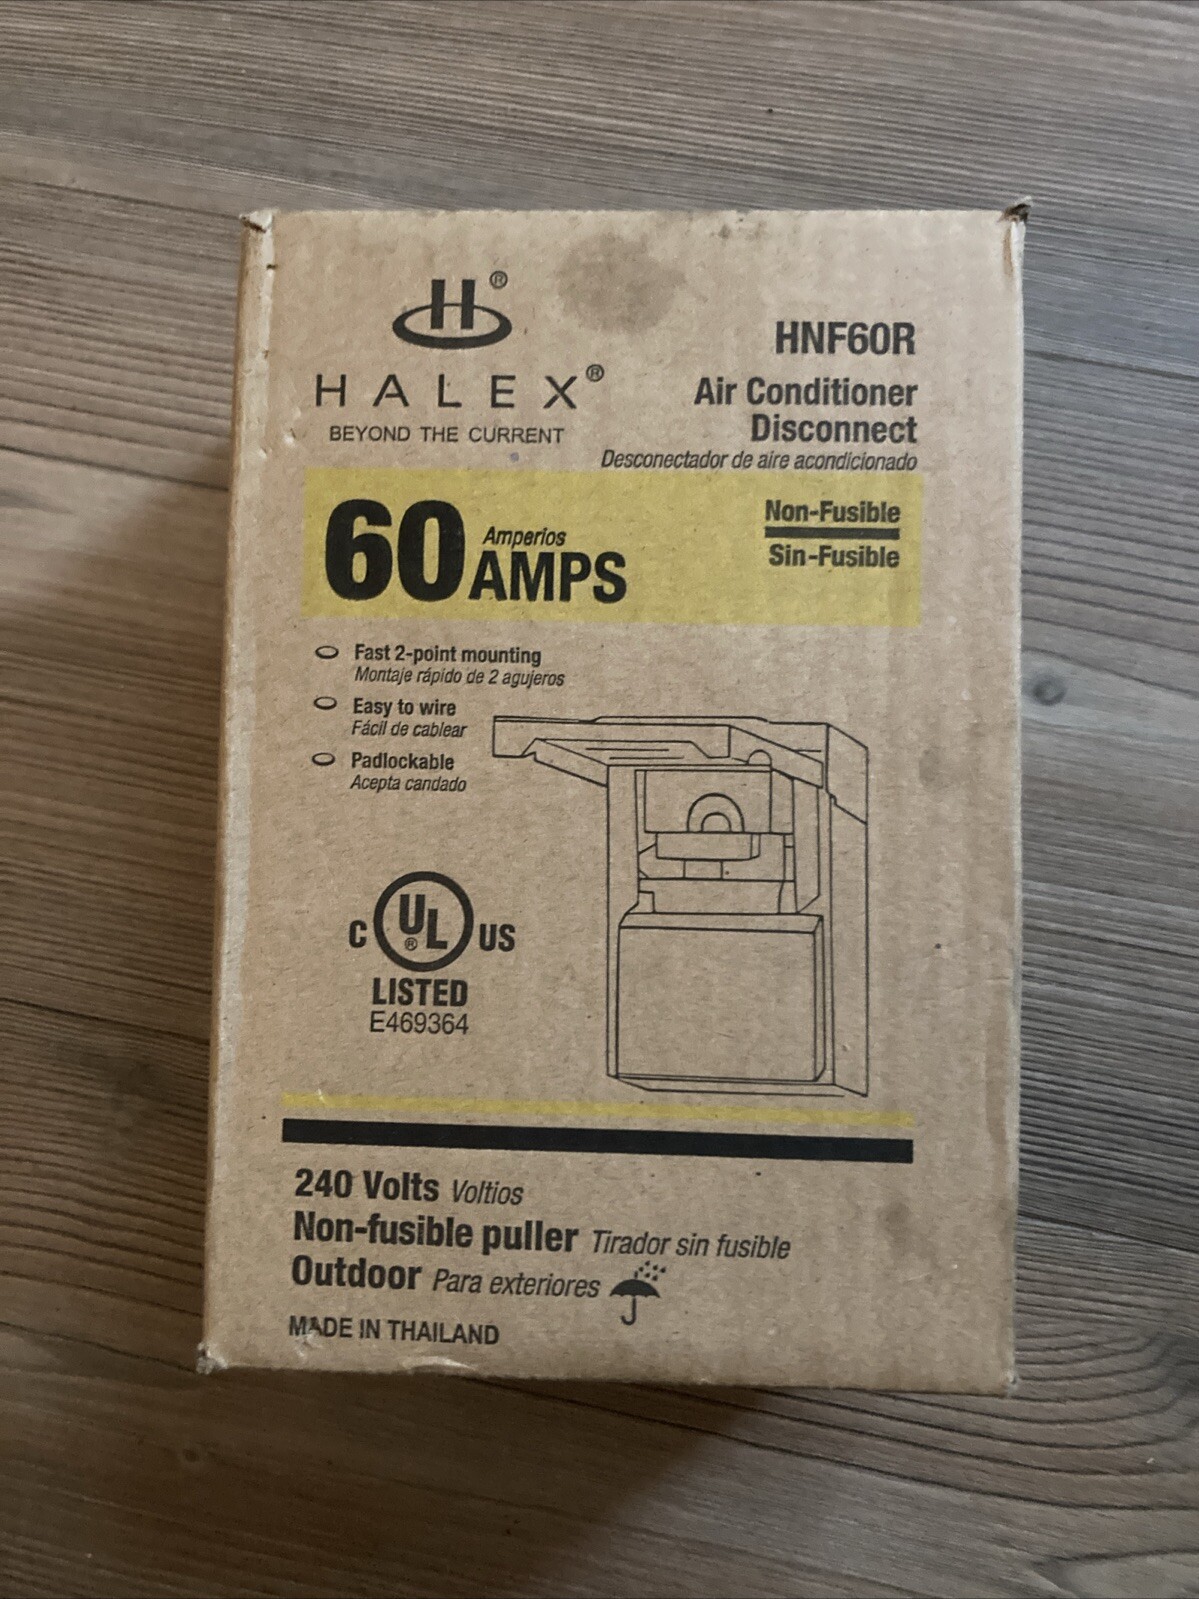 H®
HALEX®
BEYOND THE CURRENT
HNF60R
Air Conditioner
Disconnect
Desconectador de aire acondicionado
60 Amperios
AMPS
Non-Fusible
Sin-Fusible
Fast 2-point mounting
Montaje rápido de 2 agujeros
Easy to wire
Fácil de cablear
Padlockable
Acepta candado
C UL® US
LISTED
E469364
240 Volts Voltios
Non-fusible puller Tirador sin fusible
Outdoor Para exteriores
MADE IN THAILAND